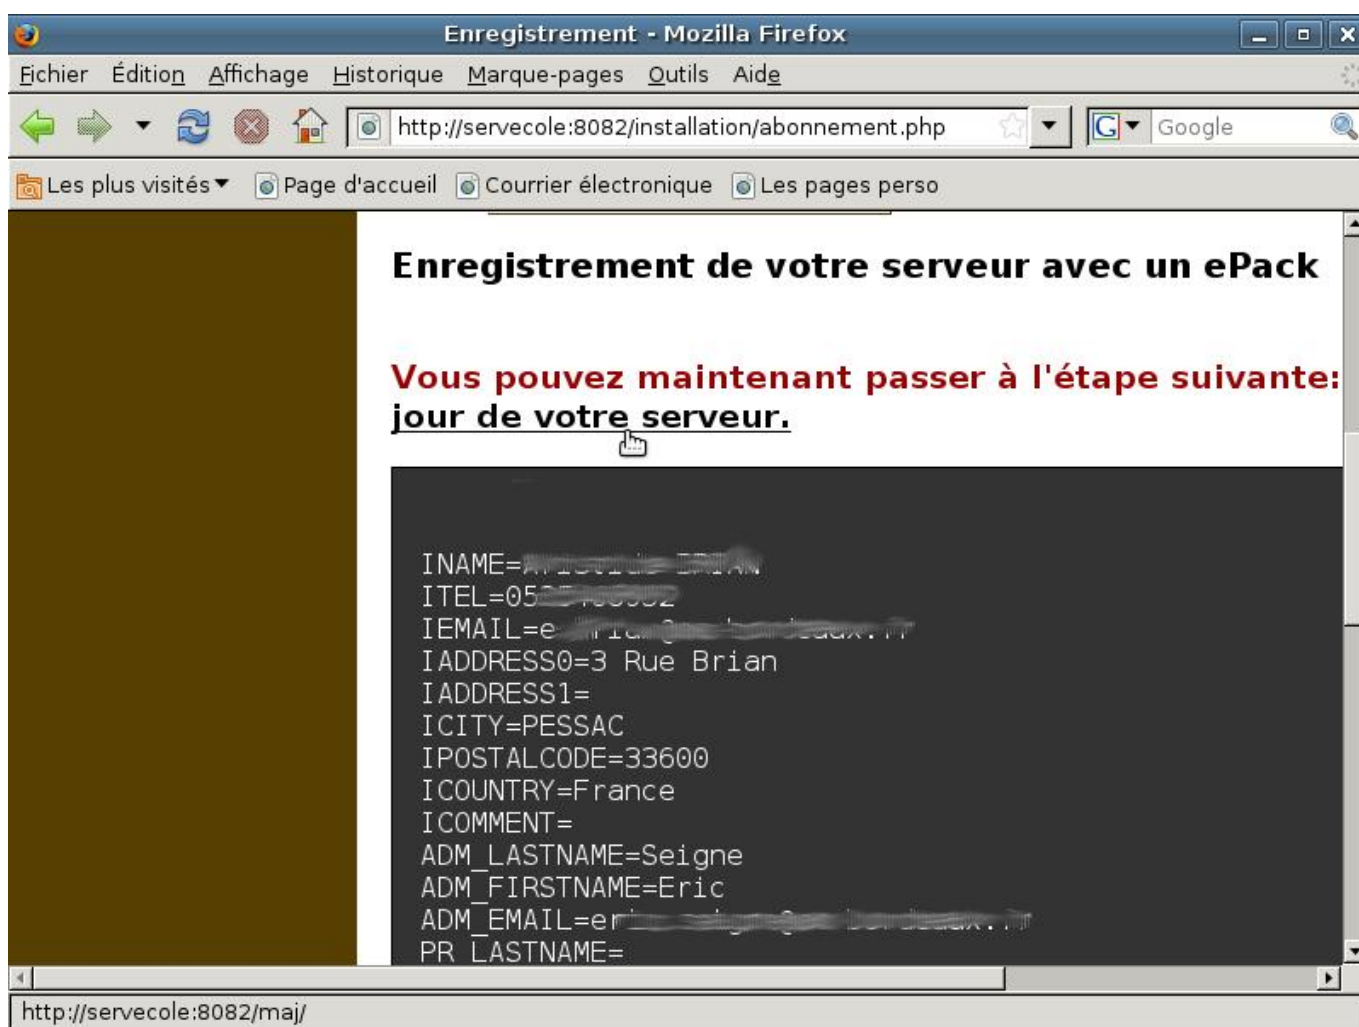 Enregistrement - Mozilla Firefox
Fichier Édition Affichage Historique Marque-pages Outils Aide
http://servecole:8082/installation/abonnement.php Google
Les plus visités Page d'accueil Courrier électronique Les pages perso
Enregistrement de votre serveur avec un ePack
Vous pouvez maintenant passer à l'étape suivante:
jour de votre serveur.
INAME=
ITEL=05
IEMAIL=e
IADDRESS0=3 Rue Brian
IADDRESS1=
ICITY=PESSAC
IPOSTALCODE=33600
ICOUNTRY=France
ICOMMENT=
ADM_LASTNAME=Seigne
ADM_FIRSTNAME=Eric
ADM_EMAIL=er
PR_LASTNAME=
http://servecole:8082/maj/